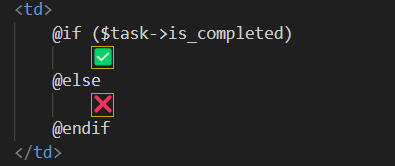 <td>
@if ($task->is_completed)
✅
@else
❌
@endif
</td>